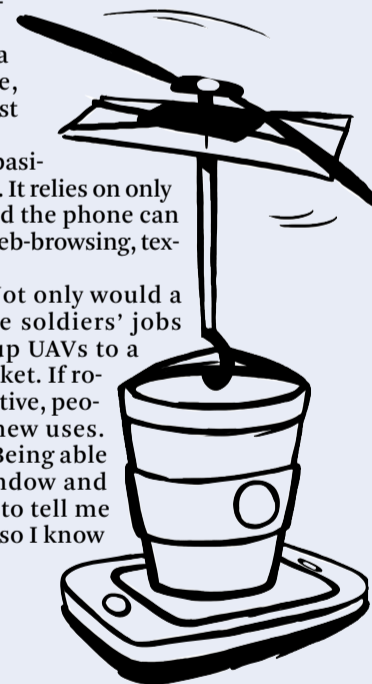 a
e,
st
basi-
. It relies on only
d the phone can
eb-browsing, tex-
Not only would a
e soldiers’ jobs
up UAVs to a
ket. If ro-
tive, peo-
new uses.
Being able
ndow and
to tell me
so I know